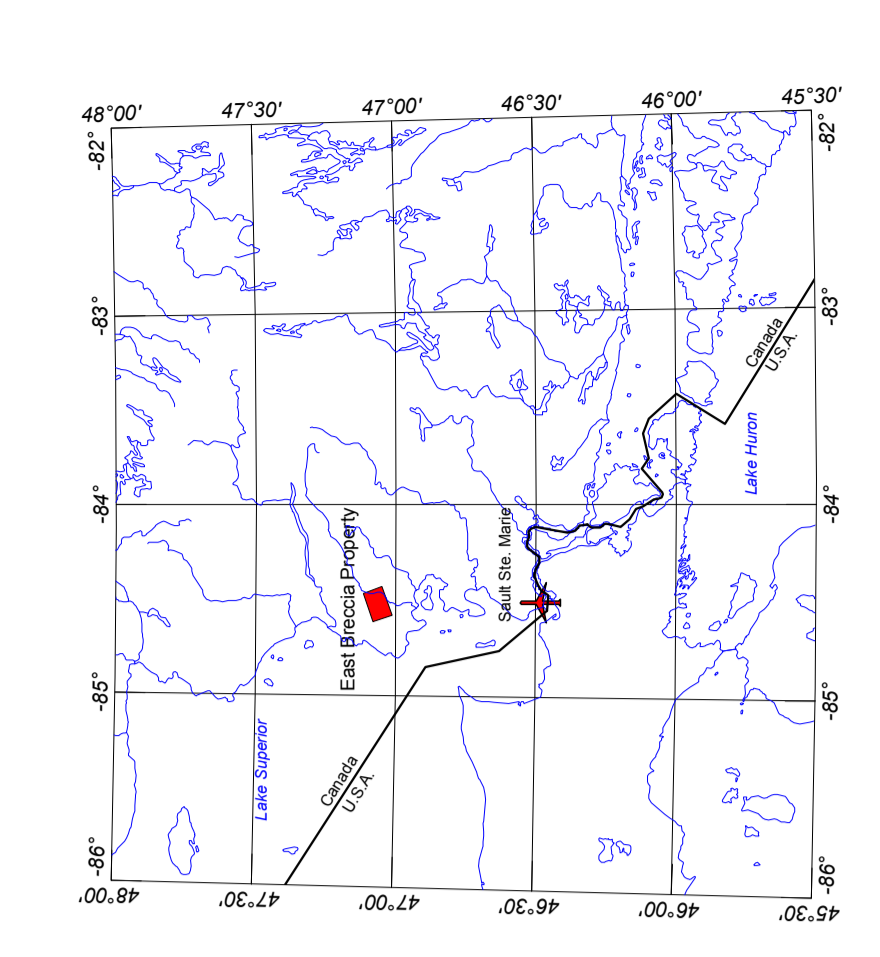 48°00'
47°30'
47°00'
46°30'
46°00'
45°30'
-82°
-82°
-83°
-83°
Canada
U.S.A.
Lake Huron
-84°
-84°
East Breccia Property
Sault Ste. Marie
-85°
-85°
Lake Superior
Canada
U.S.A.
-86°
-86°
48°00'
47°30'
47°00'
46°30'
46°00'
45°30'